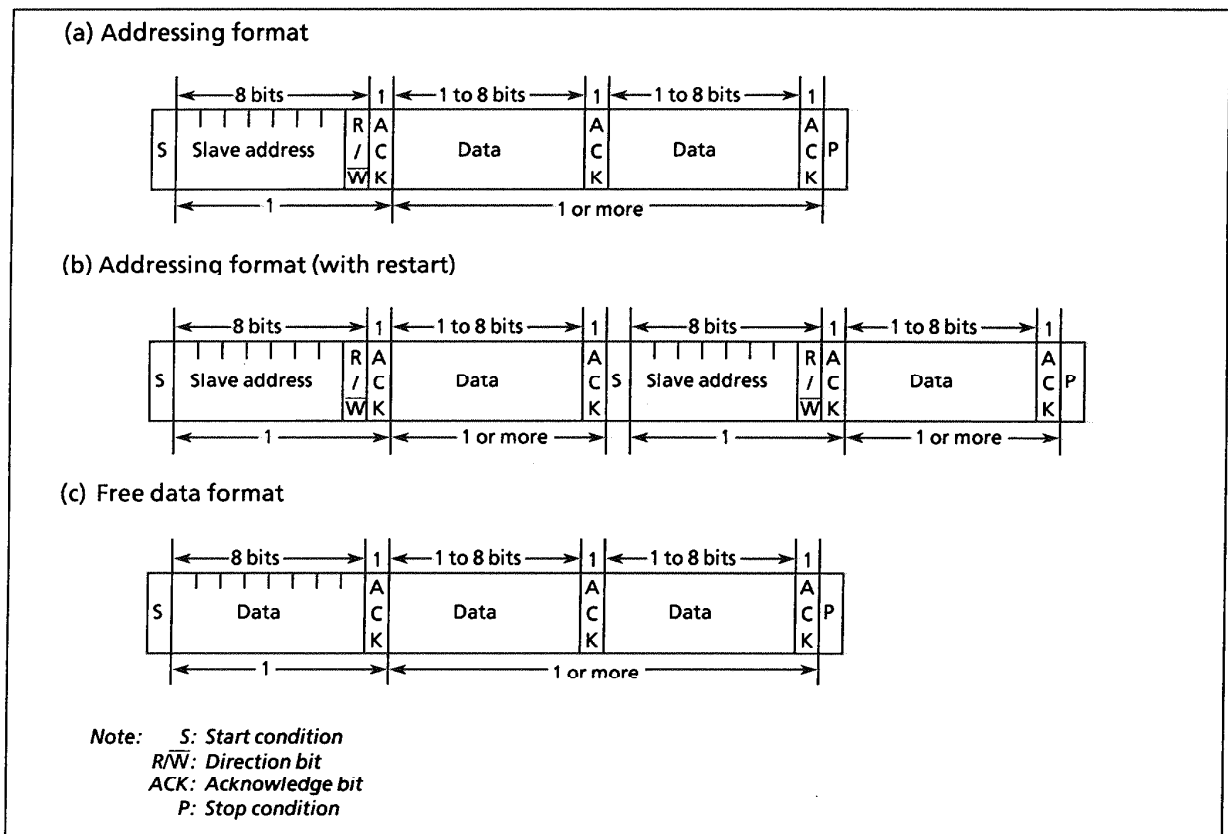 (a) Addressing format
8 bits 1 1 to 8 bits 1 1 to 8 bits 1
S Slave address R/W̅ ACK Data ACK Data ACK P
1 1 or more
(b) Addressing format (with restart)
8 bits 1 1 to 8 bits 1 8 bits 1 1 to 8 bits 1
S Slave address R/W̅ ACK Data ACK S Slave address R/W̅ ACK Data ACK P
1 1 or more 1 1 or more
(c) Free data format
8 bits 1 1 to 8 bits 1 1 to 8 bits 1
S Data ACK Data ACK Data ACK P
1 1 or more
Note: S: Start condition
R/W̅: Direction bit
ACK: Acknowledge bit
P: Stop condition